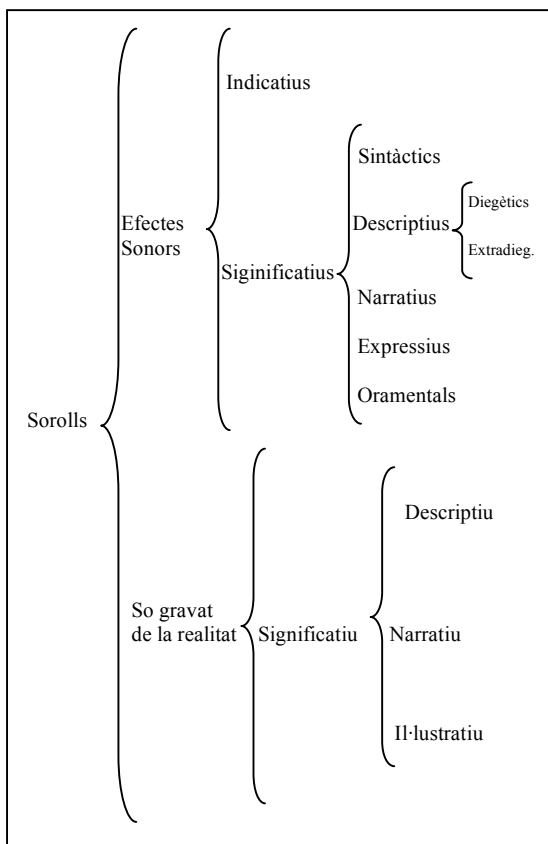 Indicatius
Sintàctics
Diegètics
Efectes
Sonors
Descriptius
Extradieg.
Siginificatius
Narratius
Expressius
Oramentals
Sorolls
Descriptiu
So gravat
de la realitat
Significatiu
Narratiu
Il·lustratiu